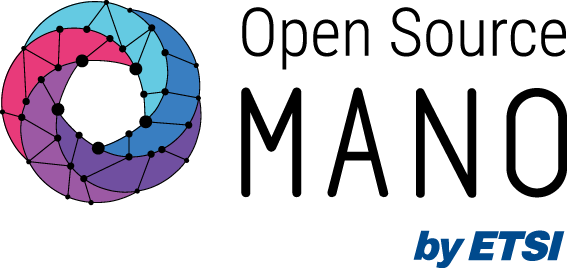 Open Source
MANO
by ETSI